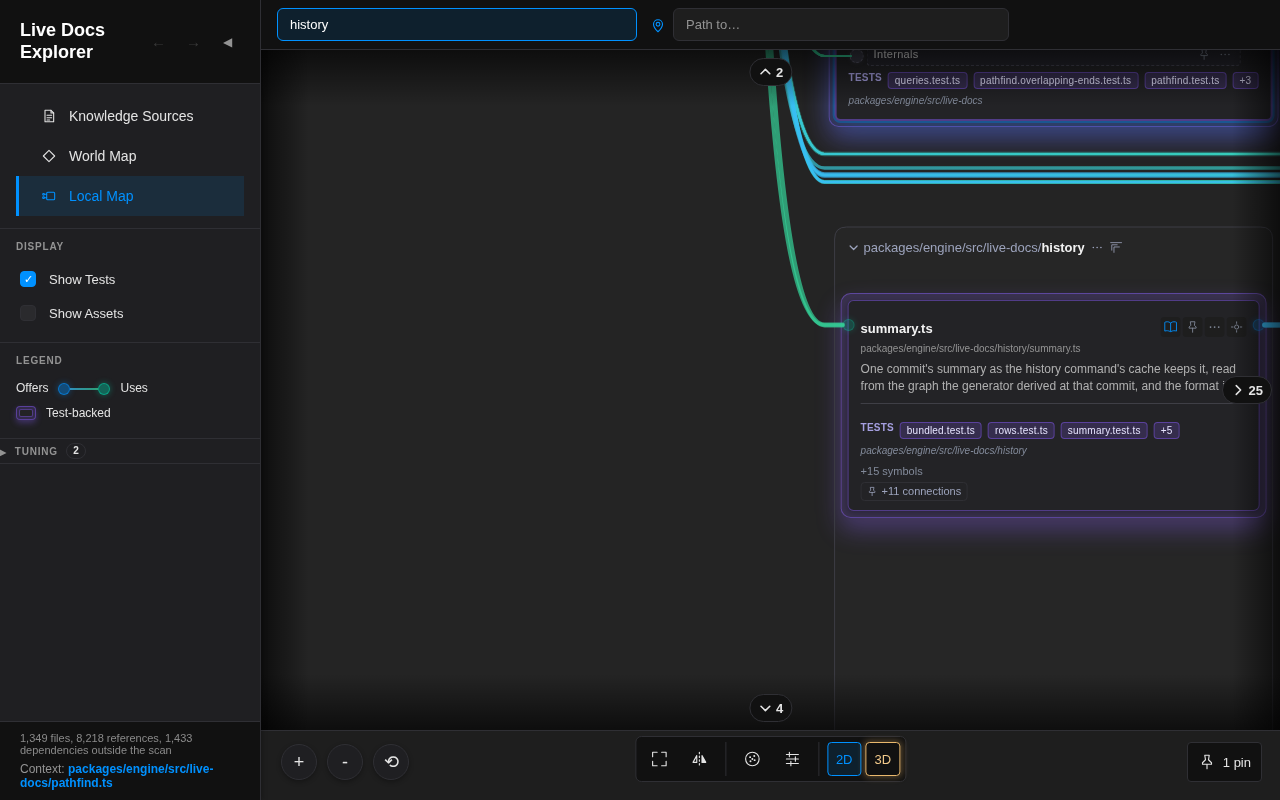 Live Docs
Explorer
Knowledge Sources
World Map
Local Map
DISPLAY
Show Tests
Show Assets
LEGEND
Offers Uses
Test-backed
TUNING 2
1,349 files, 8,218 references, 1,433
dependencies outside the scan
Context: packages/engine/src/live-
docs/pathfind.ts
history
Path to…
2
Internals
TESTS queries.test.ts pathfind.overlapping-ends.test.ts pathfind.test.ts +3
packages/engine/src/live-docs
packages/engine/src/live-docs/history
summary.ts
packages/engine/src/live-docs/history/summary.ts
One commit's summary as the history command's cache keeps it, read
from the graph the generator derived at that commit, and the format
25
TESTS bundled.test.ts rows.test.ts summary.test.ts +5
packages/engine/src/live-docs/history
+15 symbols
+11 connections
4
+ - ⟲
2D 3D
1 pin